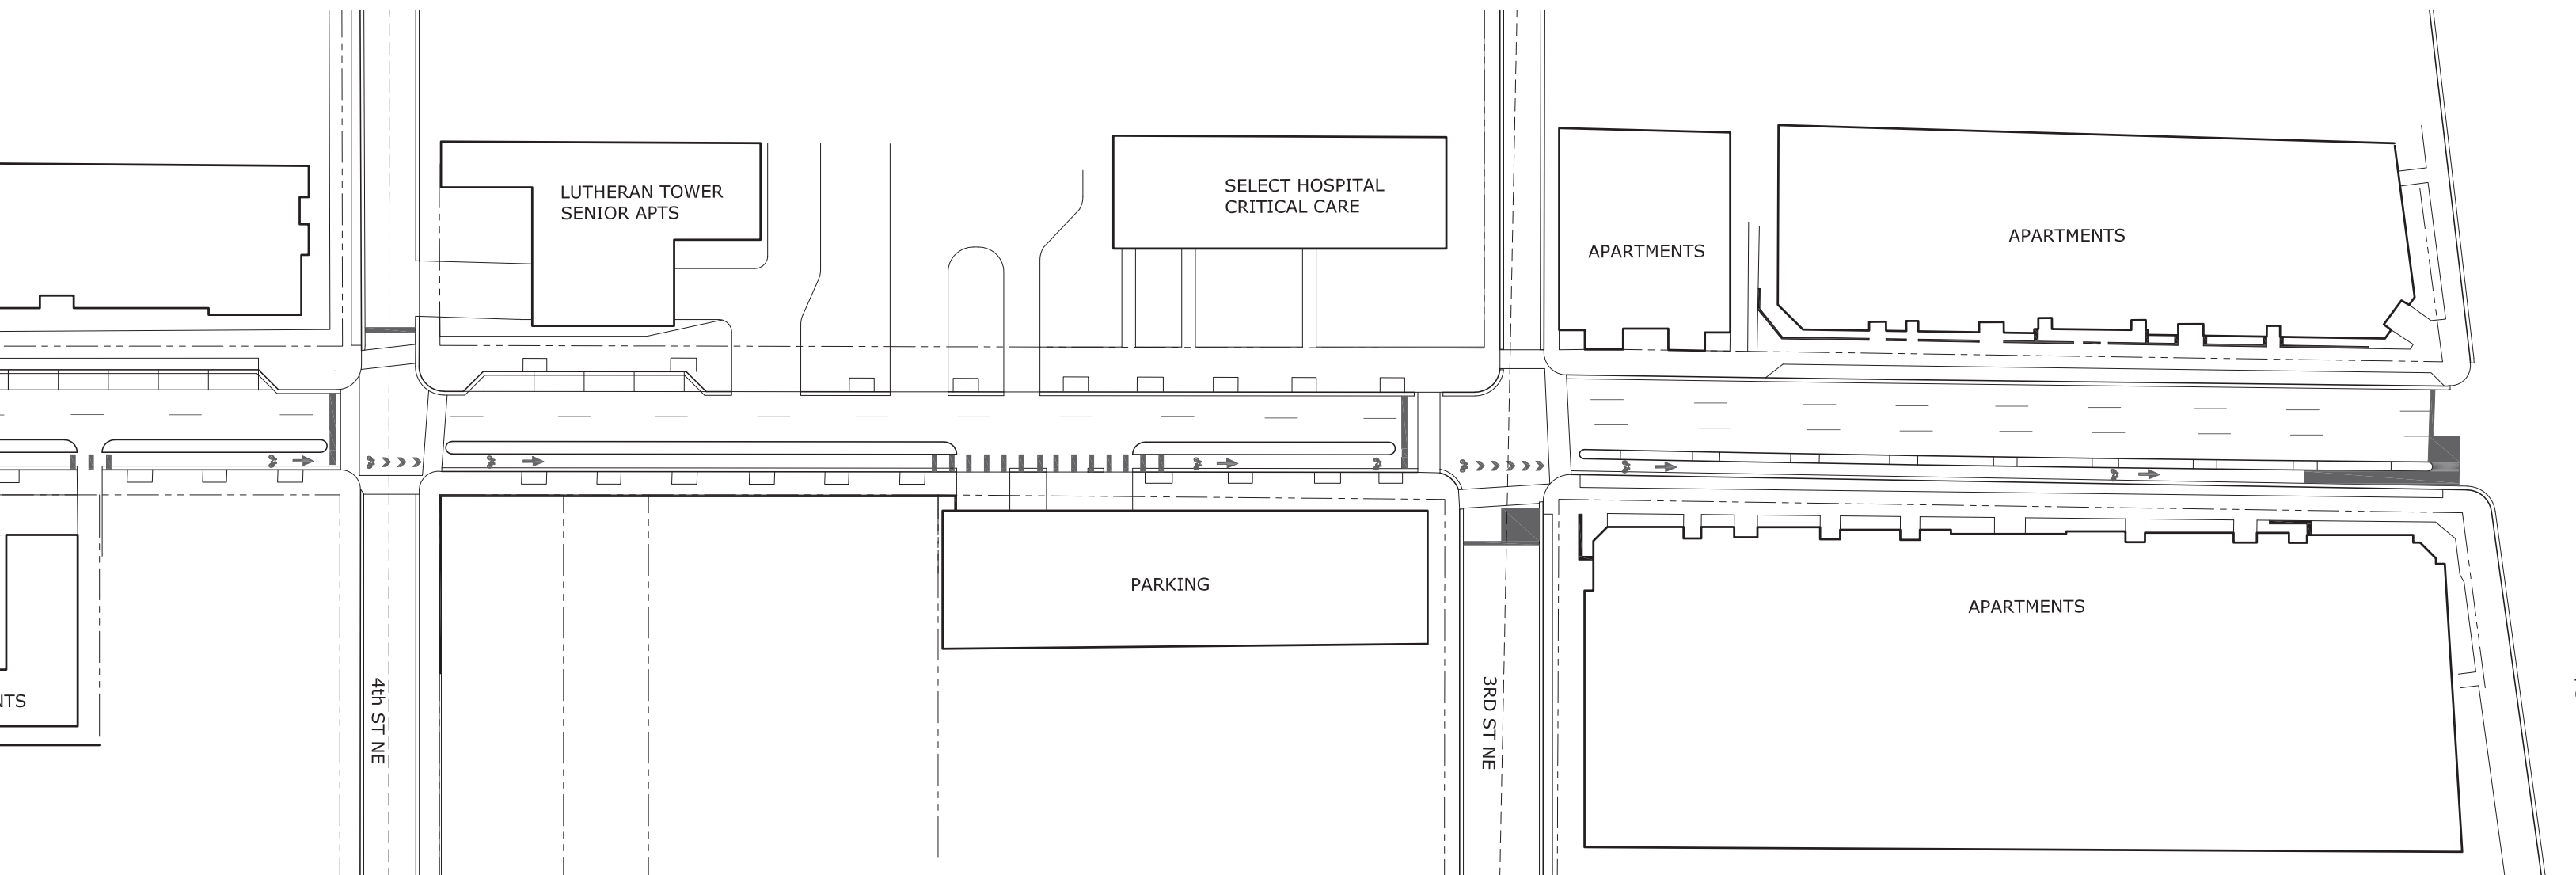 LUTHERAN TOWER
SENIOR APTS
SELECT HOSPITAL
CRITICAL CARE
APARTMENTS
APARTMENTS
PARKING
APARTMENTS
NTS
4th ST NE
3RD ST NE